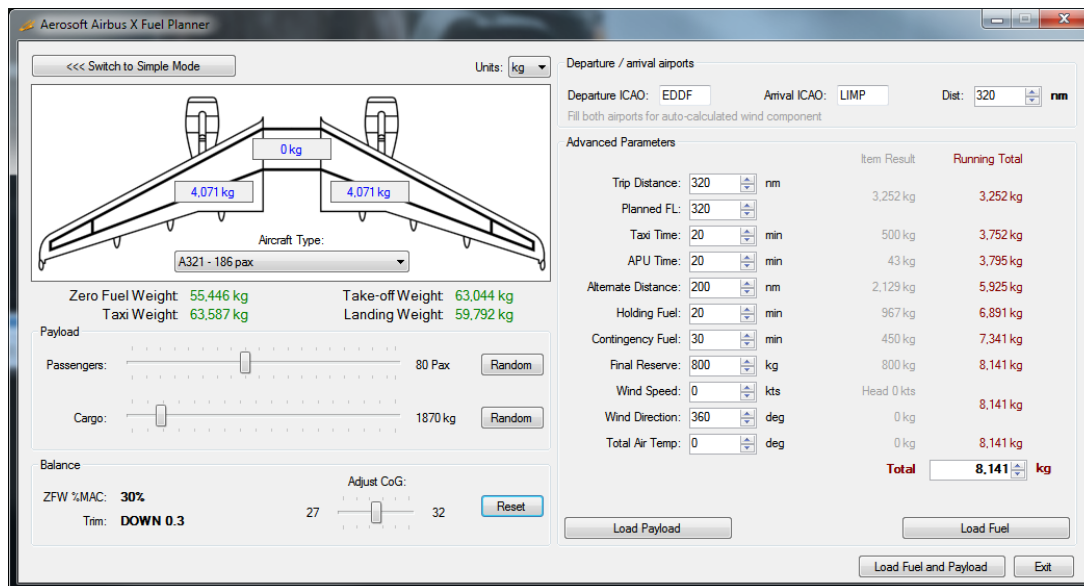 Aerosoft Airbus X Fuel Planner
<<< Switch to Simple Mode
Units: kg
0 kg
4,071 kg 4,071 kg
Aircraft Type:
A321 - 186 pax
Zero Fuel Weight 55,446 kg Take-off Weight 63,044 kg
Taxi Weight 63,587 kg Landing Weight 59,792 kg
Payload
Passengers: 80 Pax Random
Cargo: 1870 kg Random
Balance
ZFW %MAC: 30%
Trim: DOWN 0.3
Adjust CoG:
27 32
Reset
Departure / arrival airports
Departure ICAO: EDDF Arrival ICAO: LIMP Dist: 320 nm
Fill both airports for auto-calculated wind component
Advanced Parameters
Item Result Running Total
Trip Distance: 320 nm
3,252 kg 3,252 kg
Planned FL: 320
Taxi Time: 20 min 500 kg 3,752 kg
APU Time: 20 min 43 kg 3,795 kg
Alternate Distance: 200 nm 2,129 kg 5,925 kg
Holding Fuel: 20 min 967 kg 6,891 kg
Contingency Fuel: 30 min 450 kg 7,341 kg
Final Reserve: 800 kg 800 kg 8,141 kg
Wind Speed: 0 kts Head 0 kts
8,141 kg
Wind Direction: 360 deg 0 kg
Total Air Temp: 0 deg 0 kg 8,141 kg
Total 8,141 kg
Load Payload Load Fuel
Load Fuel and Payload Exit